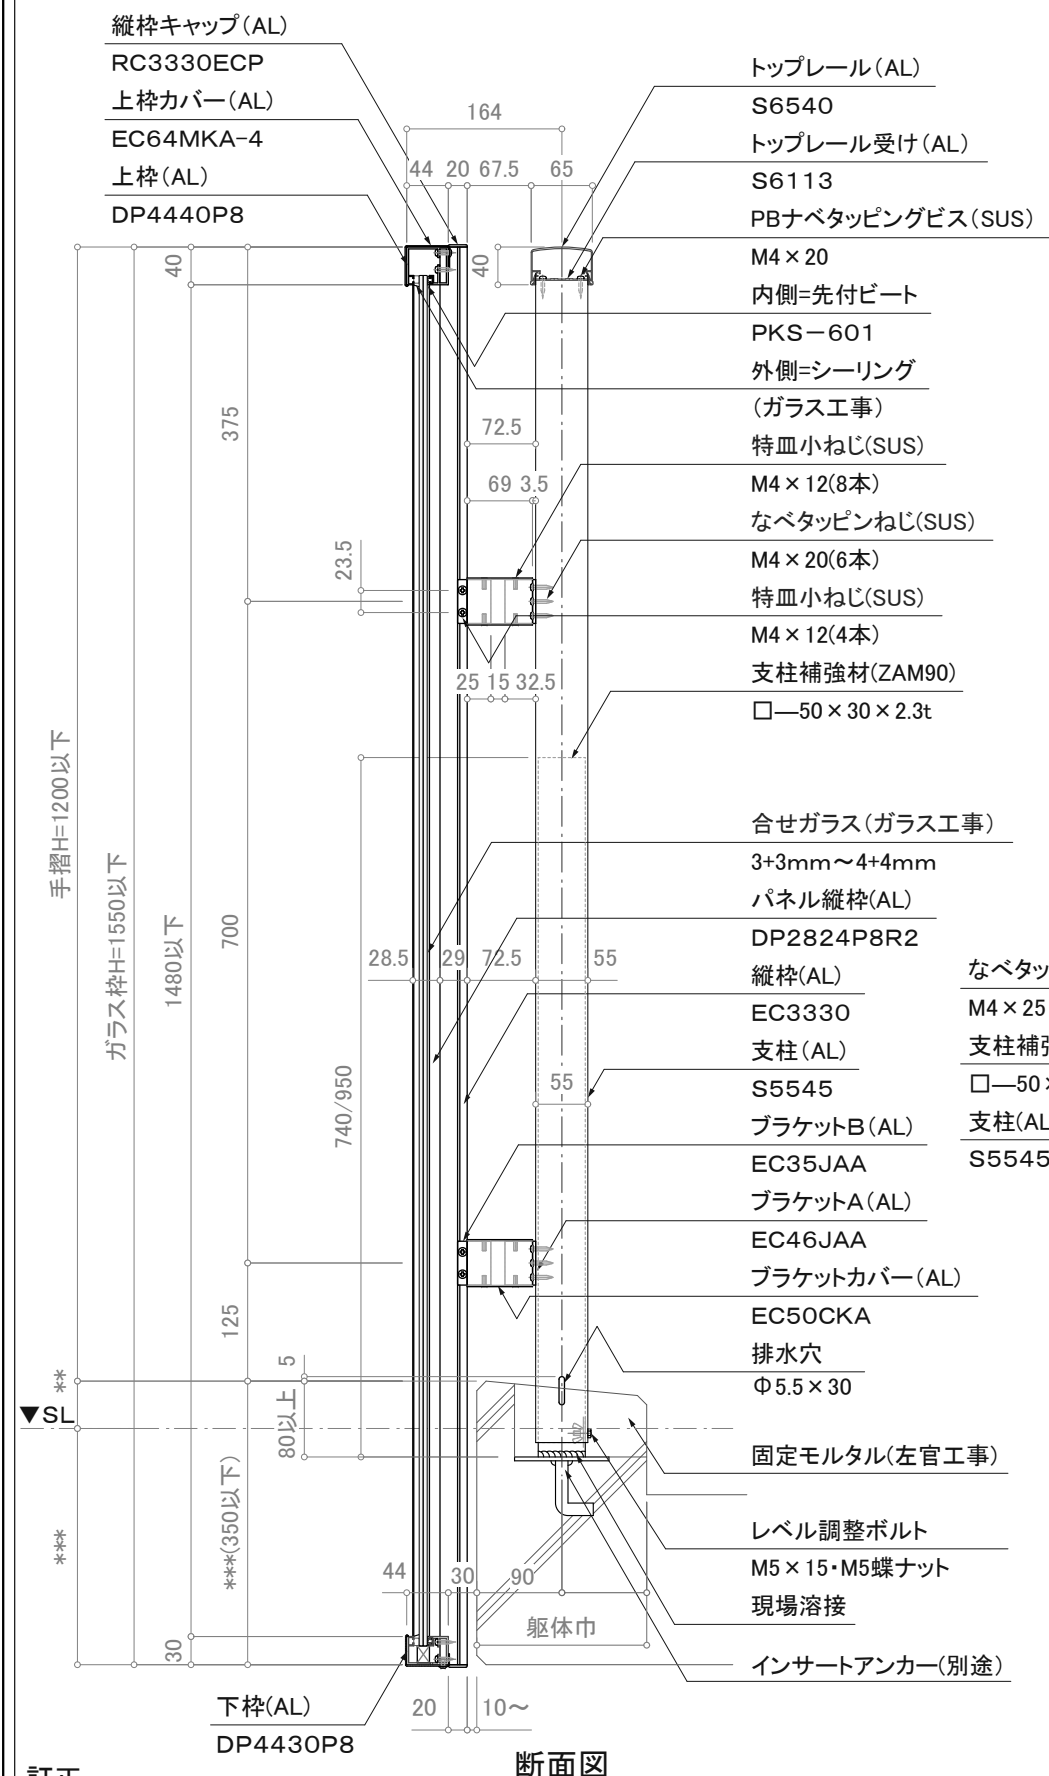 縦枠キャップ(AL)
RC3330ECP
上枠カバー(AL)
EC64MKA-4
上枠(AL)
DP4440P8
164
44 20 67.5 65
トップレール(AL)
S6540
トップレール受け(AL)
S6113
PBナベタッピングビス(SUS)
M4×20
内側=先付ビート
PKS-601
外側=シーリング
(ガラス工事)
特皿小ねじ(SUS)
M4×12(8本)
なベタッピンねじ(SUS)
M4×20(6本)
特皿小ねじ(SUS)
M4×12(4本)
支柱補強材(ZAM90)
□—50×30×2.3t
合せガラス(ガラス工事)
3+3mm～4+4mm
パネル縦枠(AL)
DP2824P8R2
縦枠(AL)
EC3330
支柱(AL)
S5545
ブラケットB(AL)
EC35JAA
ブラケットA(AL)
EC46JAA
ブラケットカバー(AL)
EC50CKA
排水穴
Φ5.5×30
固定モルタル(左官工事)
レベル調整ボルト
M5×15・M5蝶ナット
現場溶接
インサートアンカー(別途)
なベタッ
M4×25
支柱補強
□—50×
支柱(AL
S5545
40
40
375
72.5
69 3.5
23.5
25 15 32.5
手摺H=1200以下
ガラス枠H=1550以下
1480以下
700
740/950
28.5 29 72.5 55
55
125
5
80以上
**
▼SL
***
***(350以下)
44 30 90
躯体巾
30
下枠(AL)
DP4430P8
20 10～
断面図
訂正